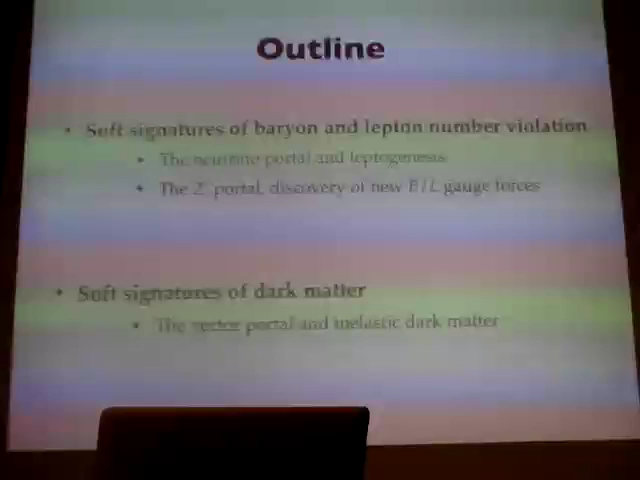 Outline
• Soft signatures of baryon and lepton number violation
• The neutrino portal and leptogenesis
• The Z' portal, discovery of new B/L gauge forces
• Soft signatures of dark matter
• The vector portal and inelastic dark matter